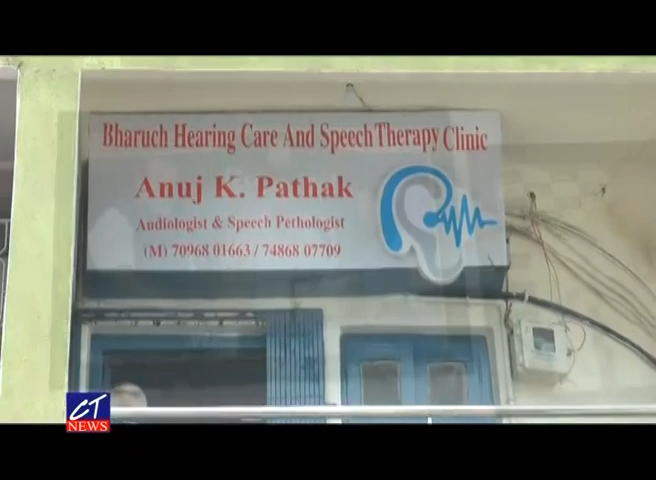 Bharuch Hearing Care And Speech Therapy Clinic
Anuj K. Pathak
Audiologist & Speech Pethologist
(M) 70968 01663 / 74868 07709
CT
NEWS